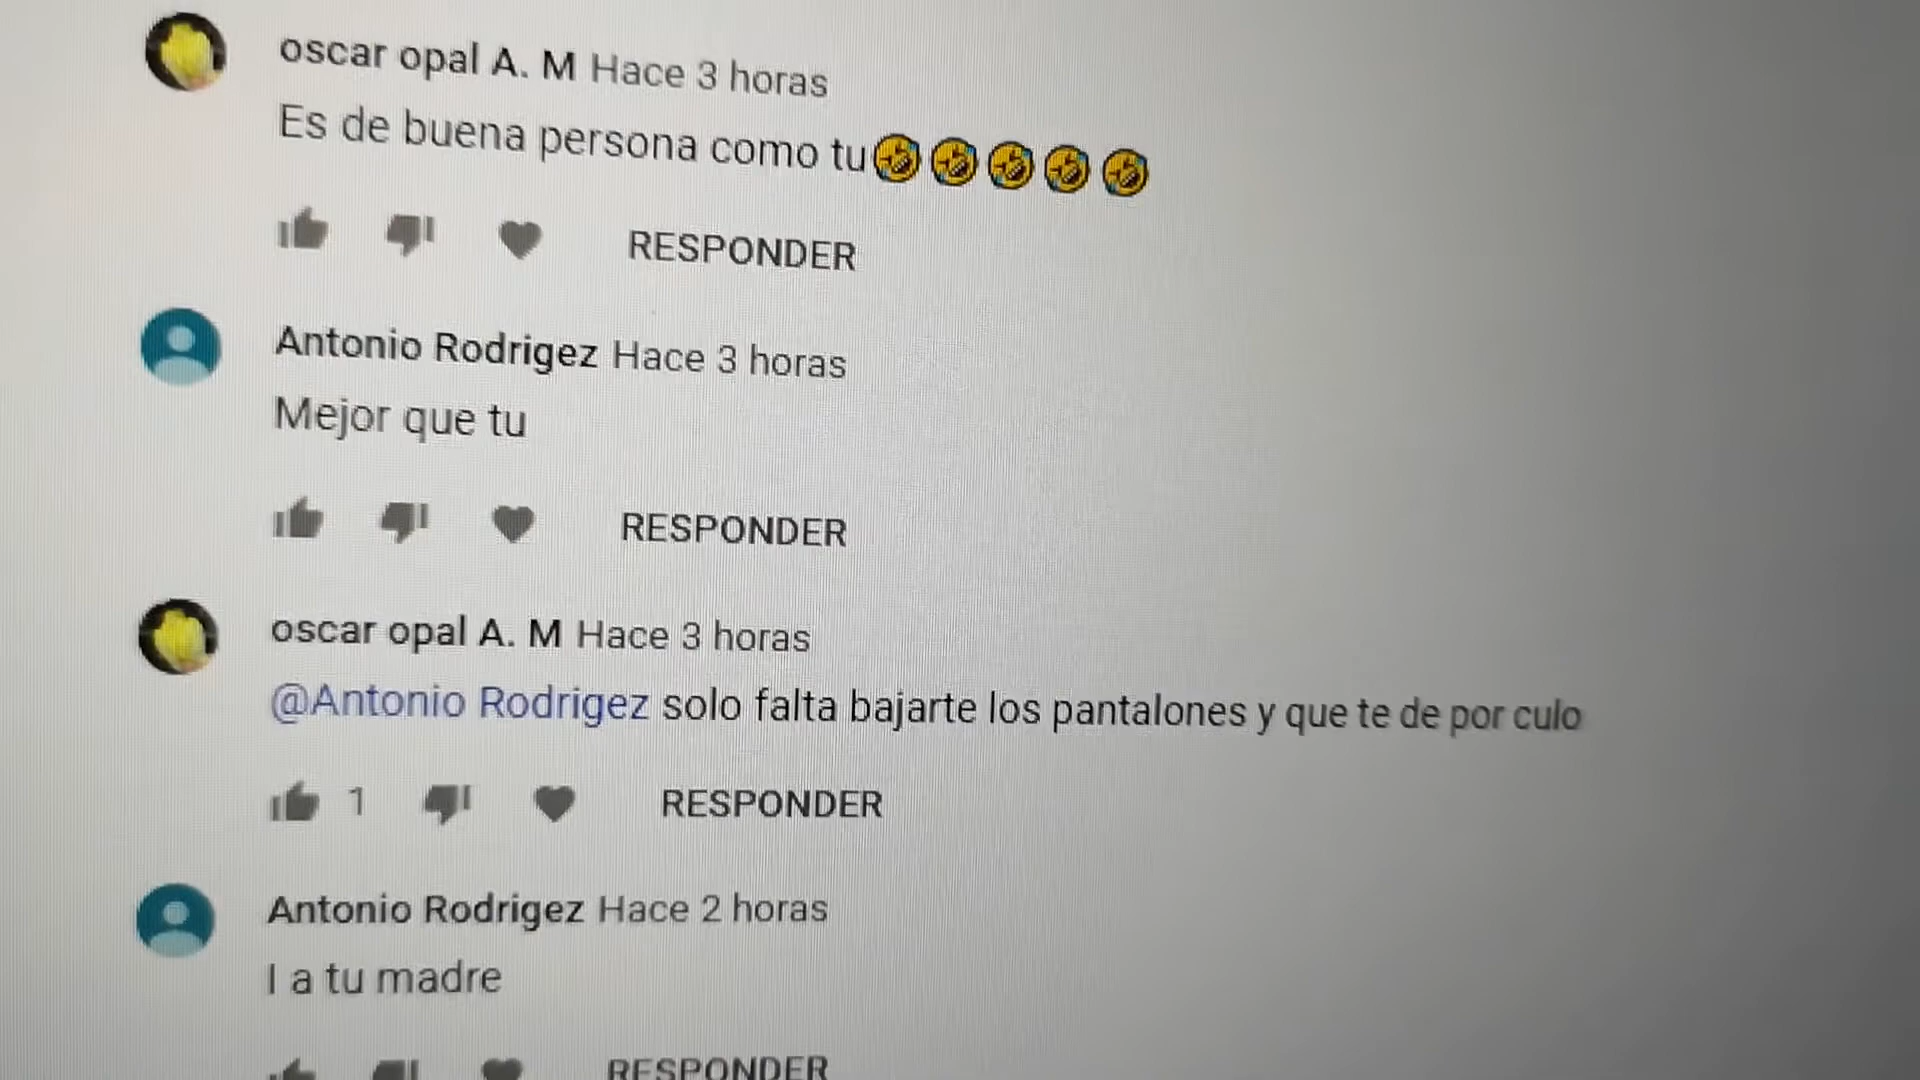 oscar opal A. M Hace 3 horas
Es de buena persona como tu🤣🤣🤣🤣🤣
RESPONDER
Antonio Rodrigez Hace 3 horas
Mejor que tu
RESPONDER
oscar opal A. M Hace 3 horas
@Antonio Rodrigez solo falta bajarte los pantalones y que te de por culo
1 RESPONDER
Antonio Rodrigez Hace 2 horas
I a tu madre
RESPONDER